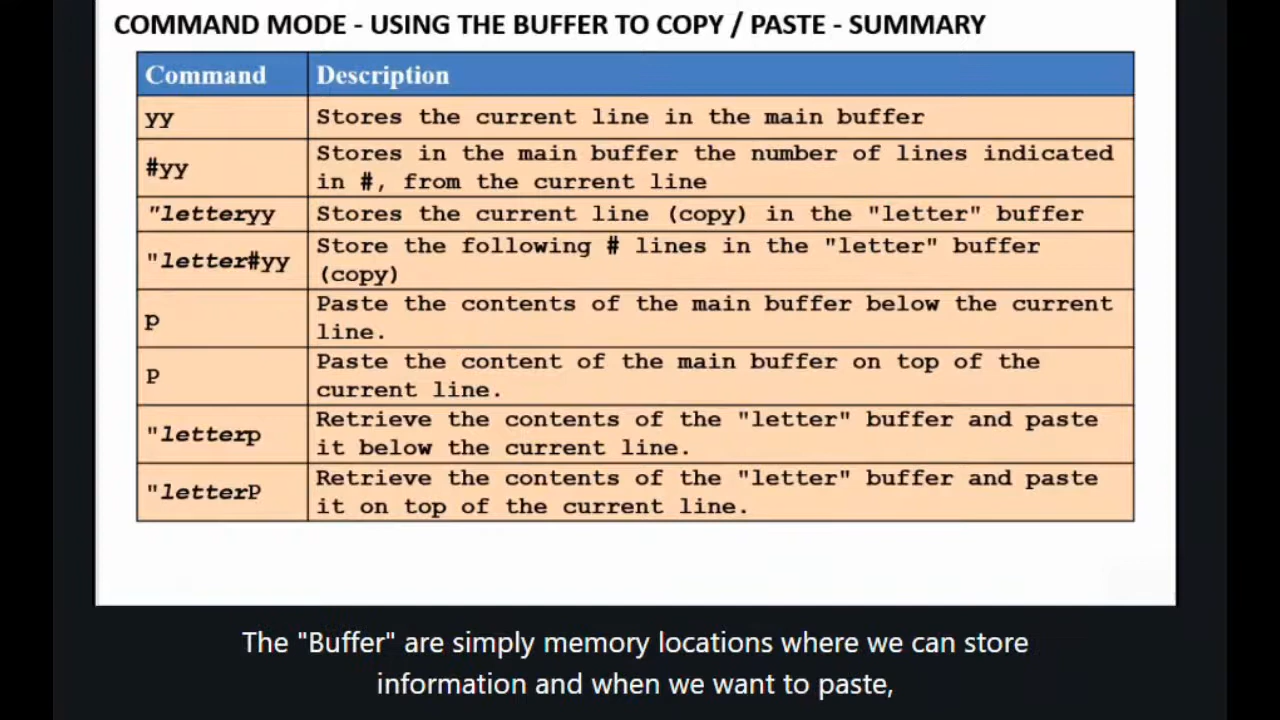 COMMAND MODE - USING THE BUFFER TO COPY / PASTE - SUMMARY
Command Description
yy Stores the current line in the main buffer
#yy Stores in the main buffer the number of lines indicated
in #, from the current line
"letteryy Stores the current line (copy) in the "letter" buffer
"letter#yy Store the following # lines in the "letter" buffer
(copy)
p Paste the contents of the main buffer below the current
line.
P Paste the content of the main buffer on top of the
current line.
"letterp Retrieve the contents of the "letter" buffer and paste
it below the current line.
"letterP Retrieve the contents of the "letter" buffer and paste
it on top of the current line.
The "Buffer" are simply memory locations where we can store
information and when we want to paste,